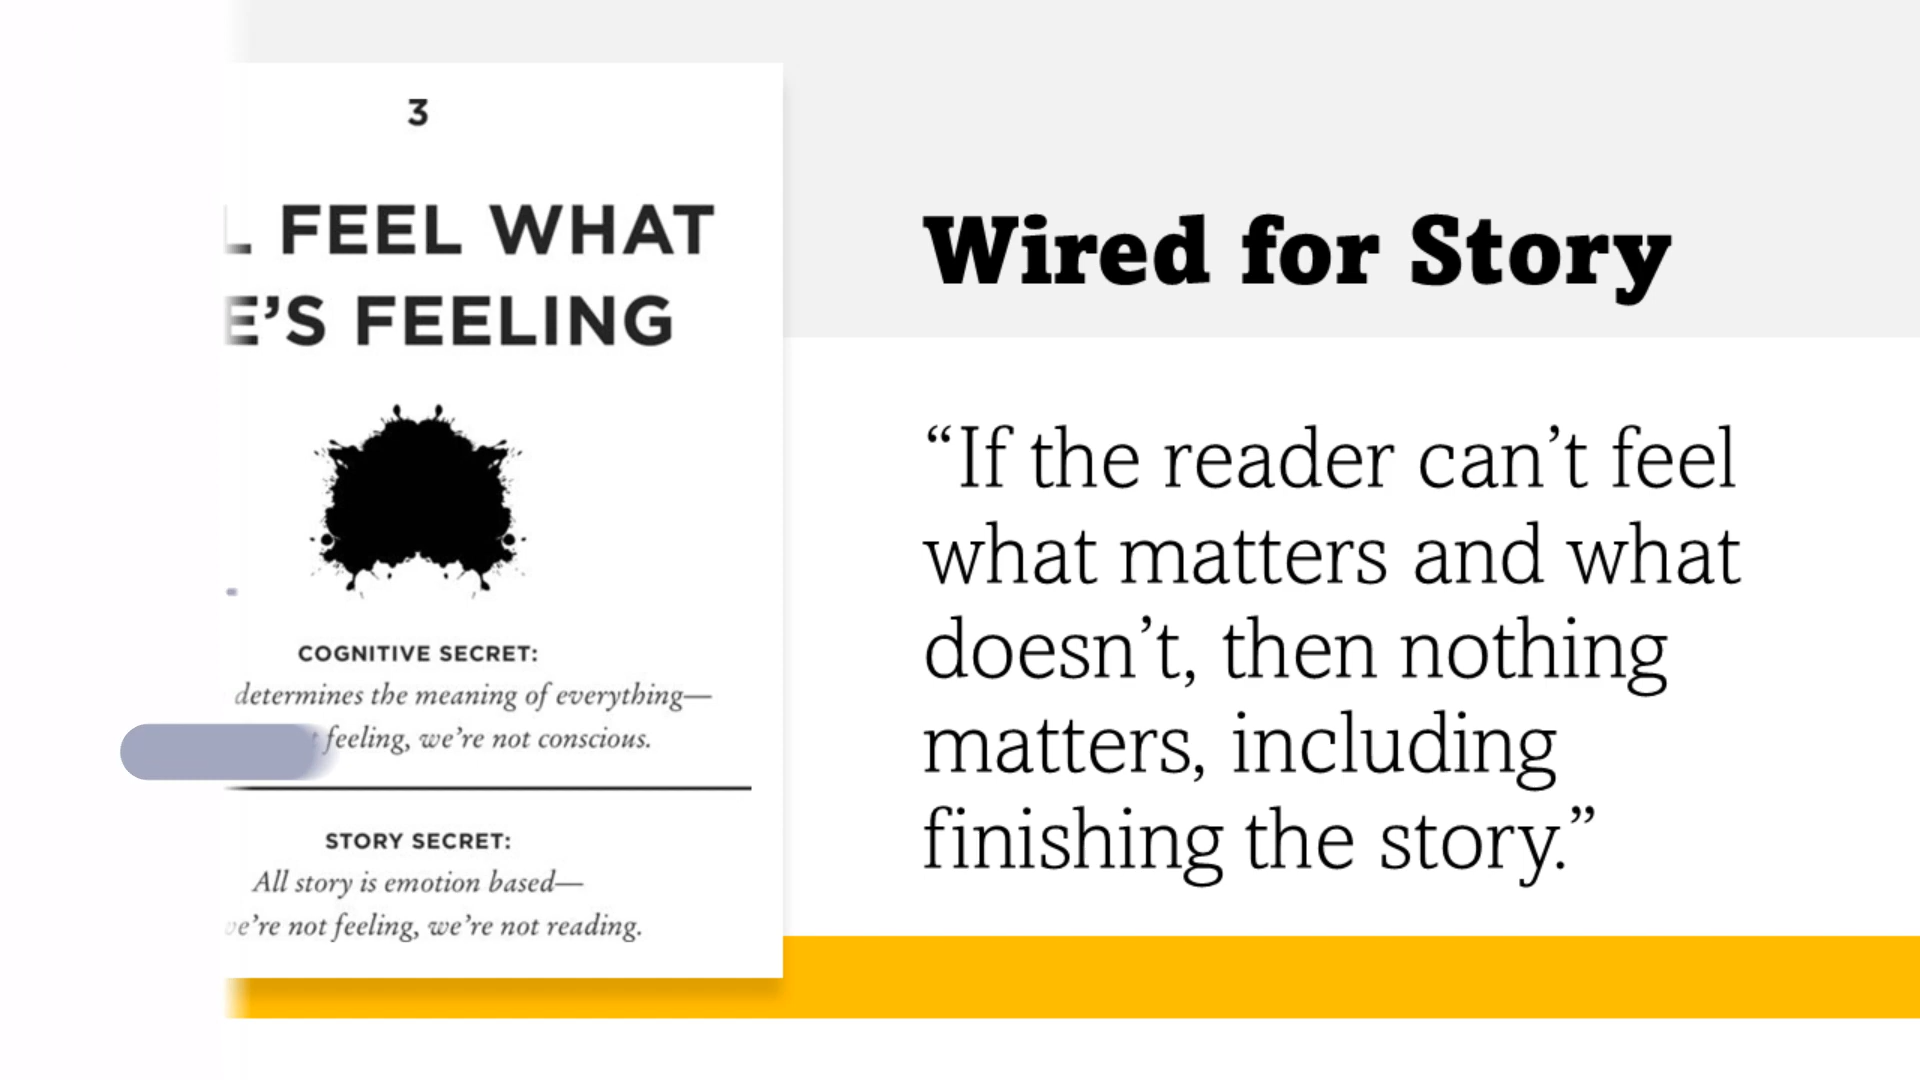 3
FEEL WHAT
E’S FEELING
COGNITIVE SECRET:
determines the meaning of everything—
feeling, we’re not conscious.
STORY SECRET:
All story is emotion based—
we’re not feeling, we’re not reading.
Wired for Story
“If the reader can’t feel
what matters and what
doesn’t, then nothing
matters, including
finishing the story.”